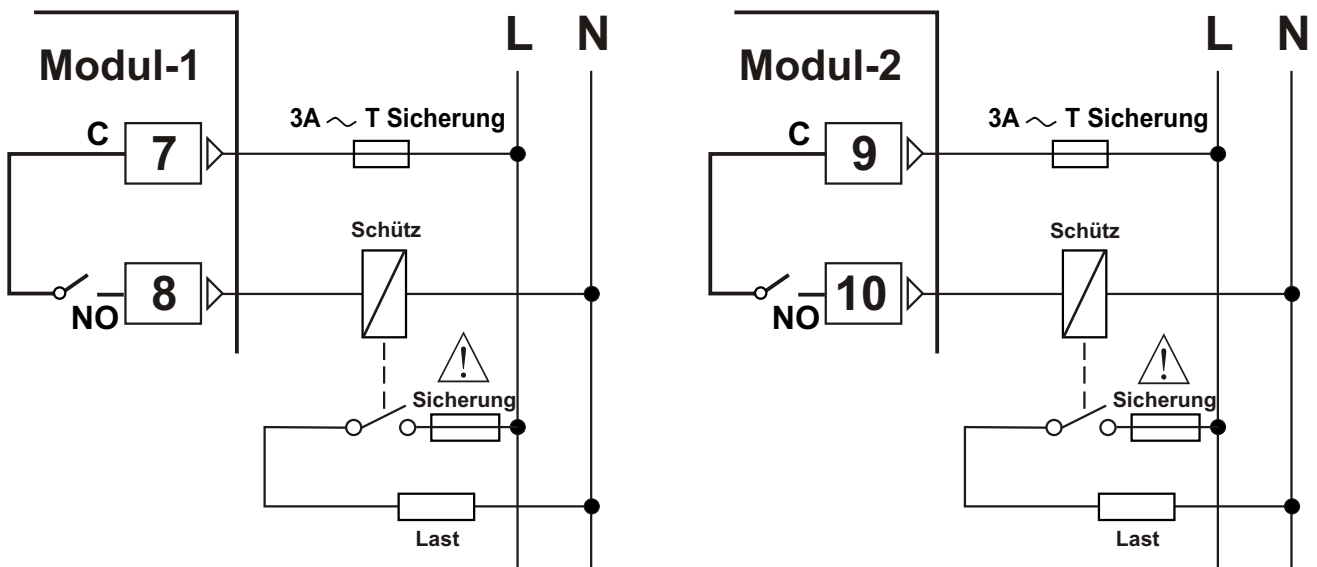 L N
Modul-1
3A ~ T Sicherung
C
7
Schütz
8
NO
Sicherung
Last
L N
Modul-2
3A ~ T Sicherung
C
9
Schütz
10
NO
Sicherung
Last